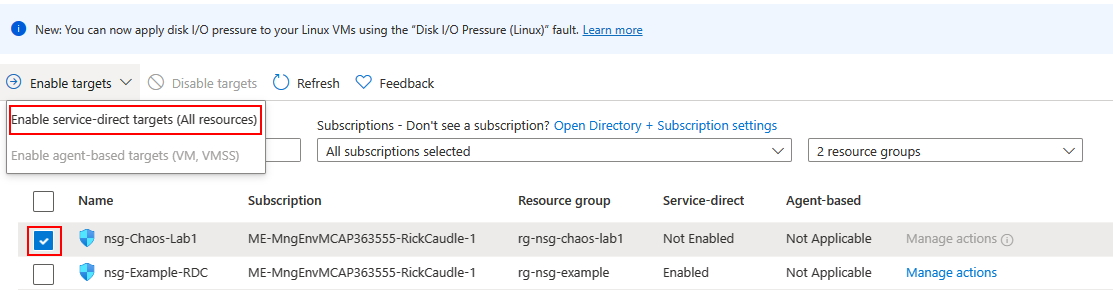 New: You can now apply disk I/O pressure to your Linux VMs using the “Disk I/O Pressure (Linux)” fault. Learn more
Enable targets Disable targets Refresh Feedback
Enable service-direct targets (All resources)
Enable agent-based targets (VM, VMSS)
Subscriptions - Don't see a subscription? Open Directory + Subscription settings
All subscriptions selected 2 resource groups
Name Subscription Resource group Service-direct Agent-based
nsg-Chaos-Lab1 ME-MngEnvMCAP363555-RickCaudle-1 rg-nsg-chaos-lab1 Not Enabled Not Applicable Manage actions
nsg-Example-RDC ME-MngEnvMCAP363555-RickCaudle-1 rg-nsg-example Enabled Not Applicable Manage actions